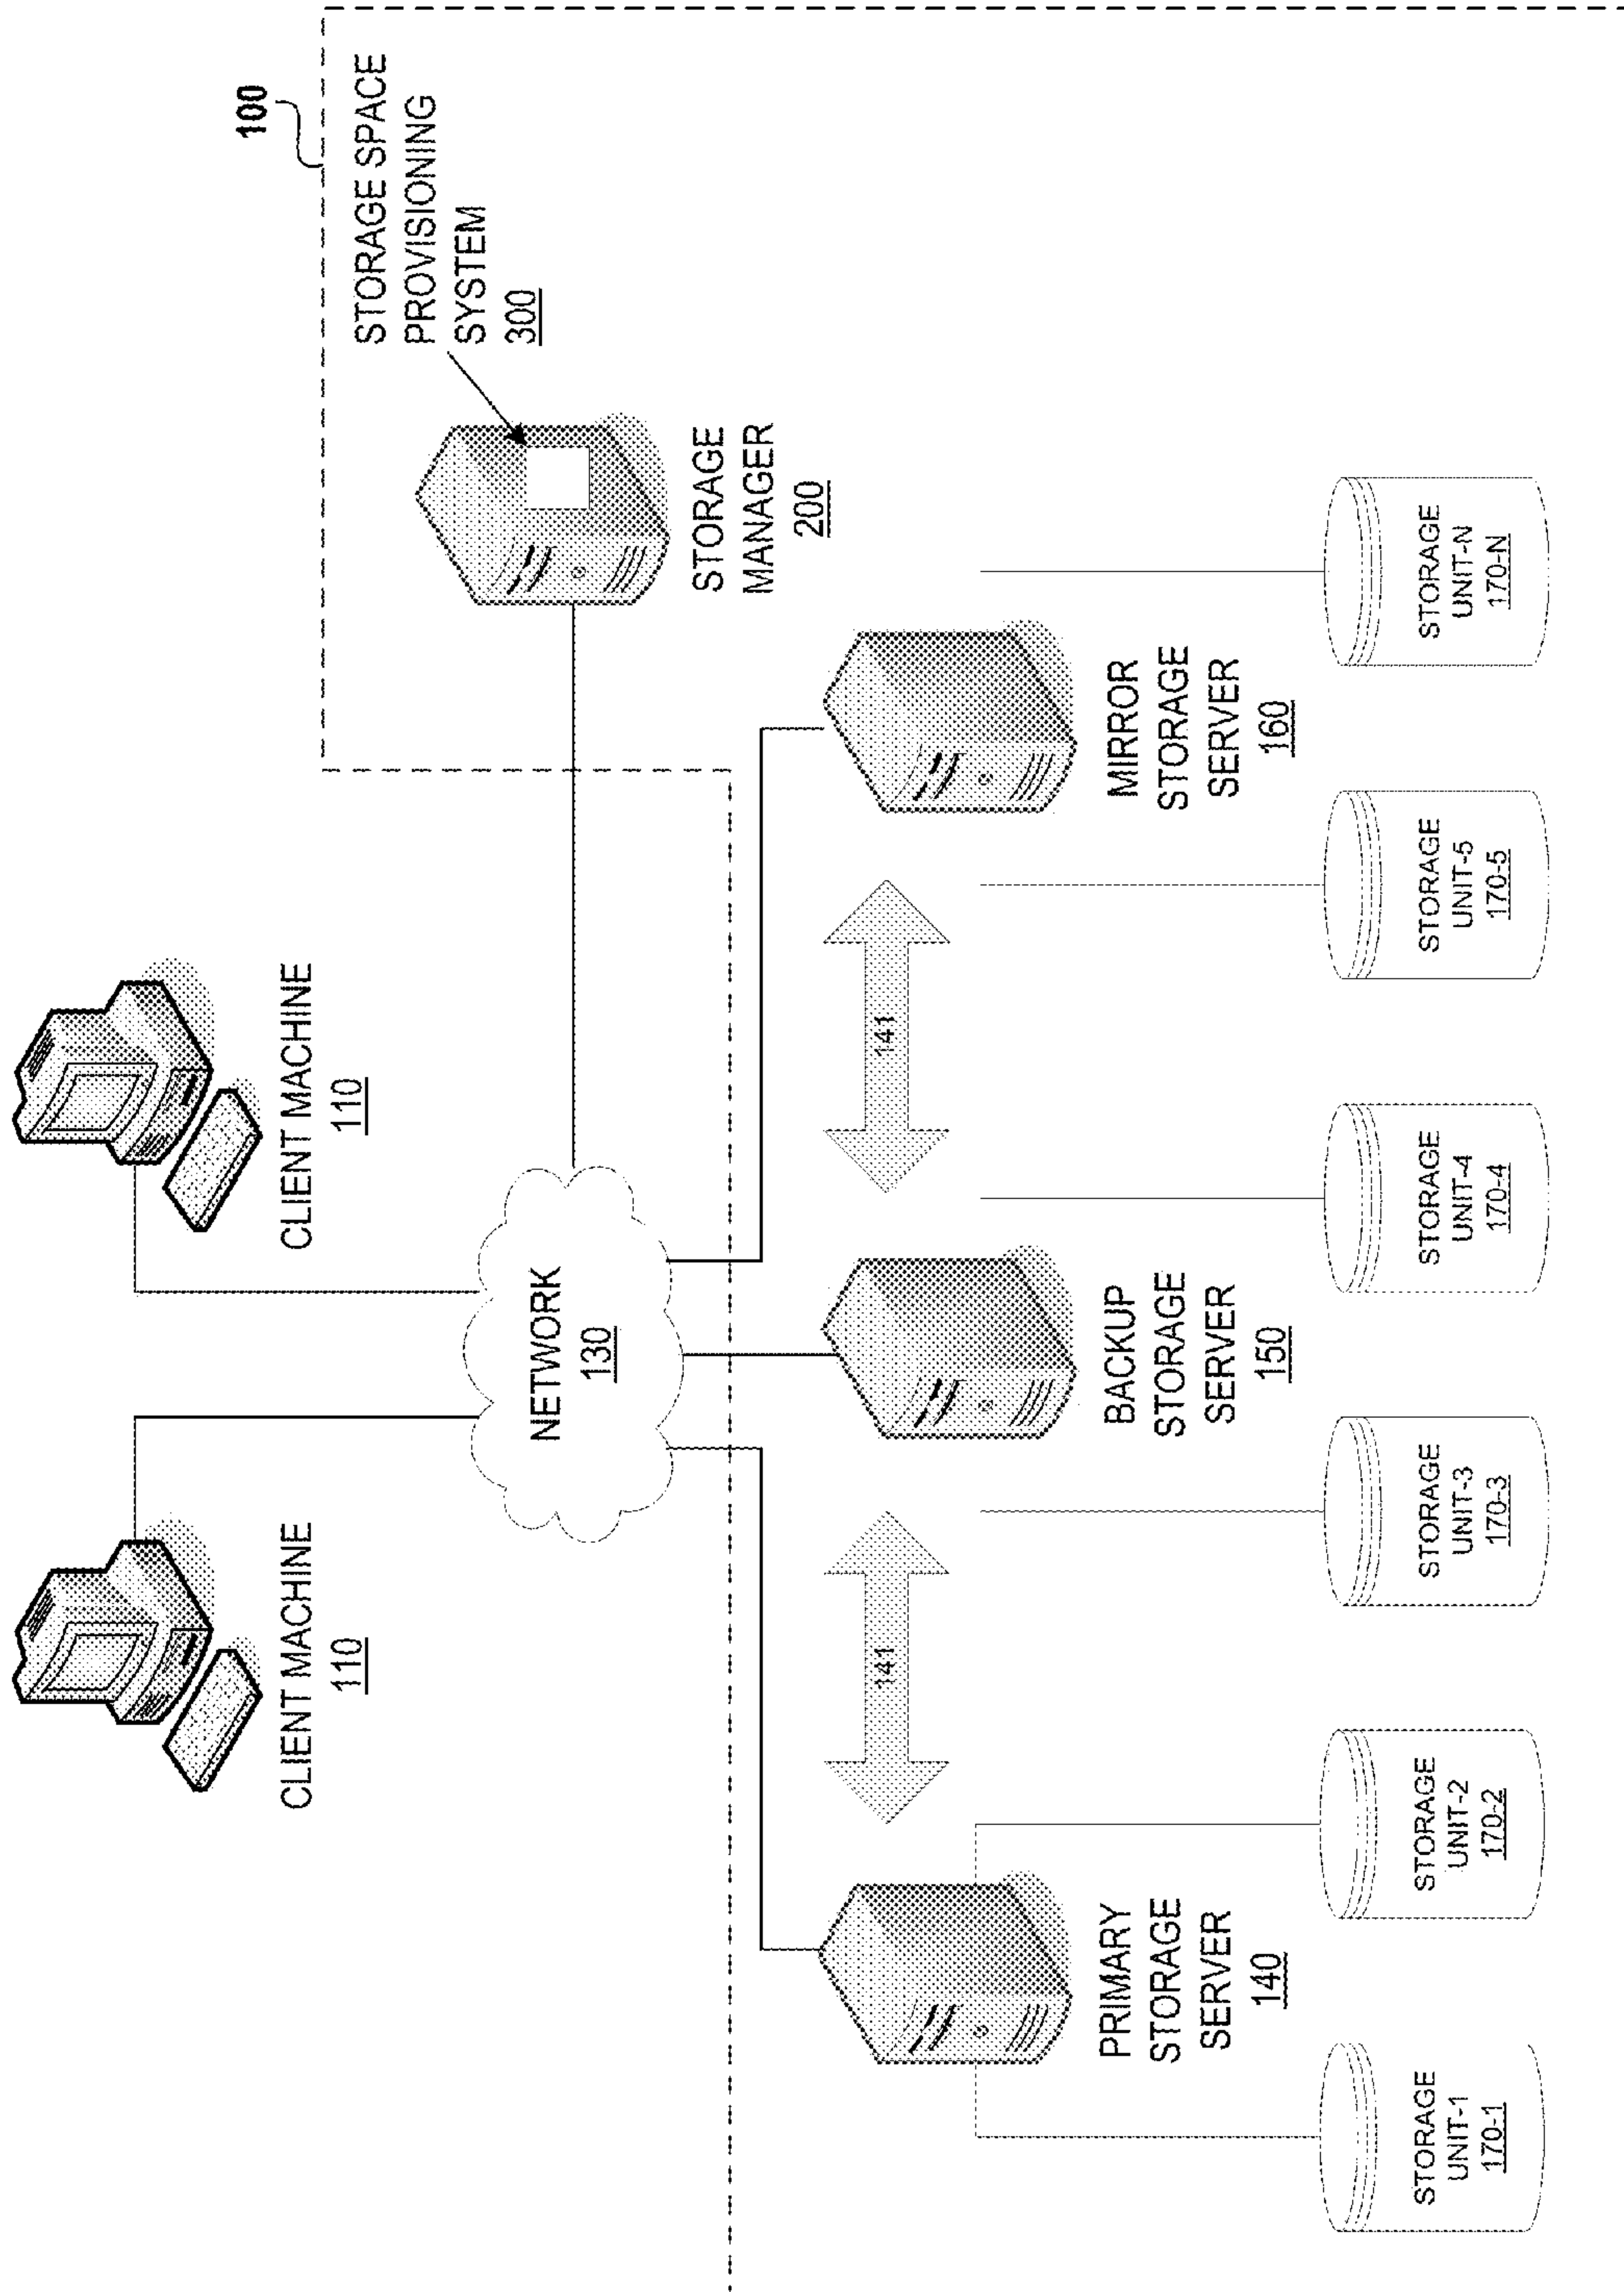 100
STORAGE SPACE
PROVISIONING
SYSTEM
300
CLIENT MACHINE
110
CLIENT MACHINE
110
NETWORK
130
STORAGE
MANAGER
200
141
141
PRIMARY
STORAGE
SERVER
140
BACKUP
STORAGE
SERVER
150
MIRROR
STORAGE
SERVER
160
STORAGE
UNIT-1
170-1
STORAGE
UNIT-2
170-2
STORAGE
UNIT-3
170-3
STORAGE
UNIT-4
170-4
STORAGE
UNIT-5
170-5
STORAGE
UNIT-N
170-N